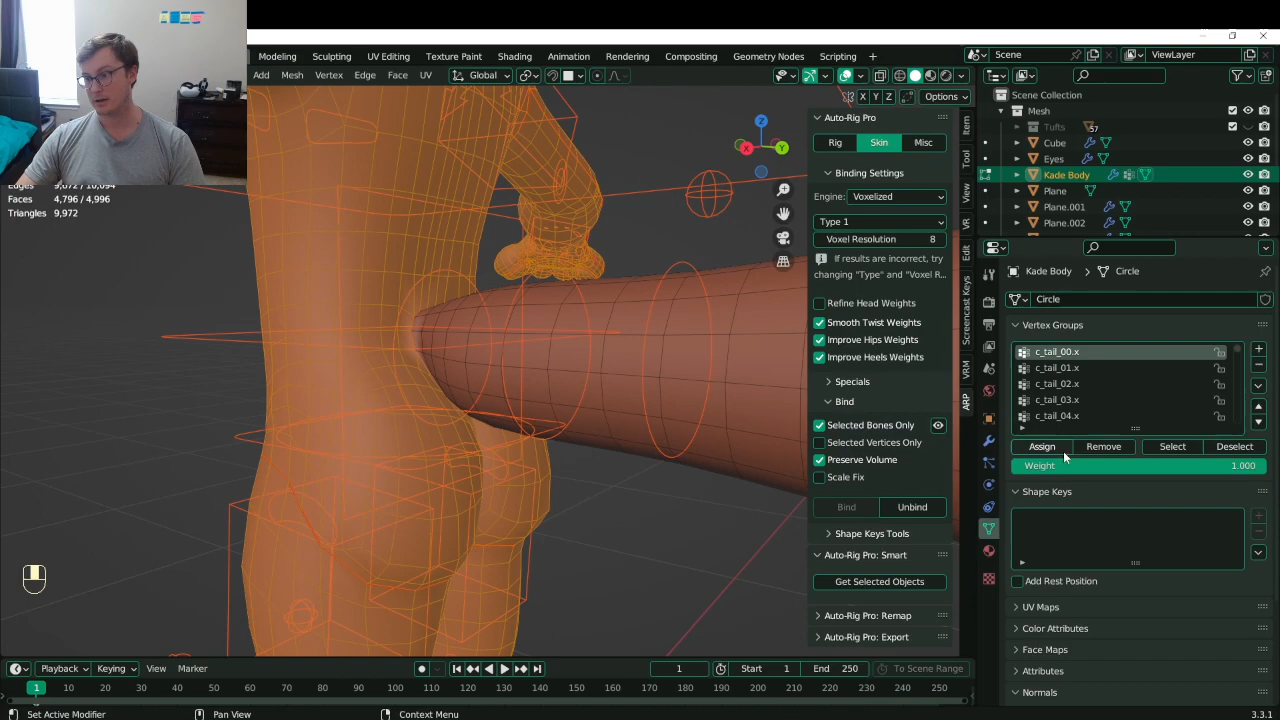 Modeling Sculpting UV Editing Texture Paint Shading Animation Rendering Compositing Geometry Nodes Scripting + Scene ViewLayer
Add Mesh Vertex Edge Face UV Global
X Y Z Options
Scene Collection
Mesh
Tufts 57
Cube
Eyes
Kade Body
Plane
Plane.001
Plane.002
4,796 / 4,996
Faces
Triangles 9,972
Z
X
Y
Auto-Rig Pro
Rig Skin Misc
Binding Settings
Engine: Voxelized
Type 1
Voxel Resolution 8
If results are incorrect, try
changing "Type" and "Voxel R...
Refine Head Weights
Smooth Twist Weights
Improve Hips Weights
Improve Heels Weights
Specials
Bind
Selected Bones Only
Selected Vertices Only
Preserve Volume
Scale Fix
Bind Unbind
Shape Keys Tools
Auto-Rig Pro: Smart
Get Selected Objects
Auto-Rig Pro: Remap
Auto-Rig Pro: Export
Item
Tool
View
VR
Edit
Screencast Keys
VRM
ARP
Kade Body > Circle
Circle
Vertex Groups
c_tail_00.x
c_tail_01.x
c_tail_02.x
c_tail_03.x
c_tail_04.x
Assign Remove Select Deselect
Weight 1.000
Shape Keys
Add Rest Position
UV Maps
Color Attributes
Face Maps
Attributes
Normals
Playback Keying View Marker 1 Start 1 End 250 To Scene Range
1 10 20 30 40 50 60 70 80 90 100 110 120 130 140 150 160 170 180 190 200 210 220 230 240 250
Set Active Modifier Pan View Context Menu 3.3.1